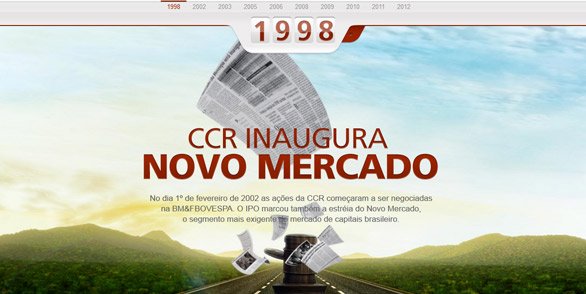 1998 2002 2003 2005 2006 2008 2009 2010 2011 2012
1998
CCR INAUGURA
NOVO MERCADO
No dia 1º de fevereiro de 2002 as ações da CCR começaram a ser negociadas
na BM&FBOVESPA. O IPO marcou também a estréia do Novo Mercado,
o segmento mais exigente do mercado de capitais brasileiro.